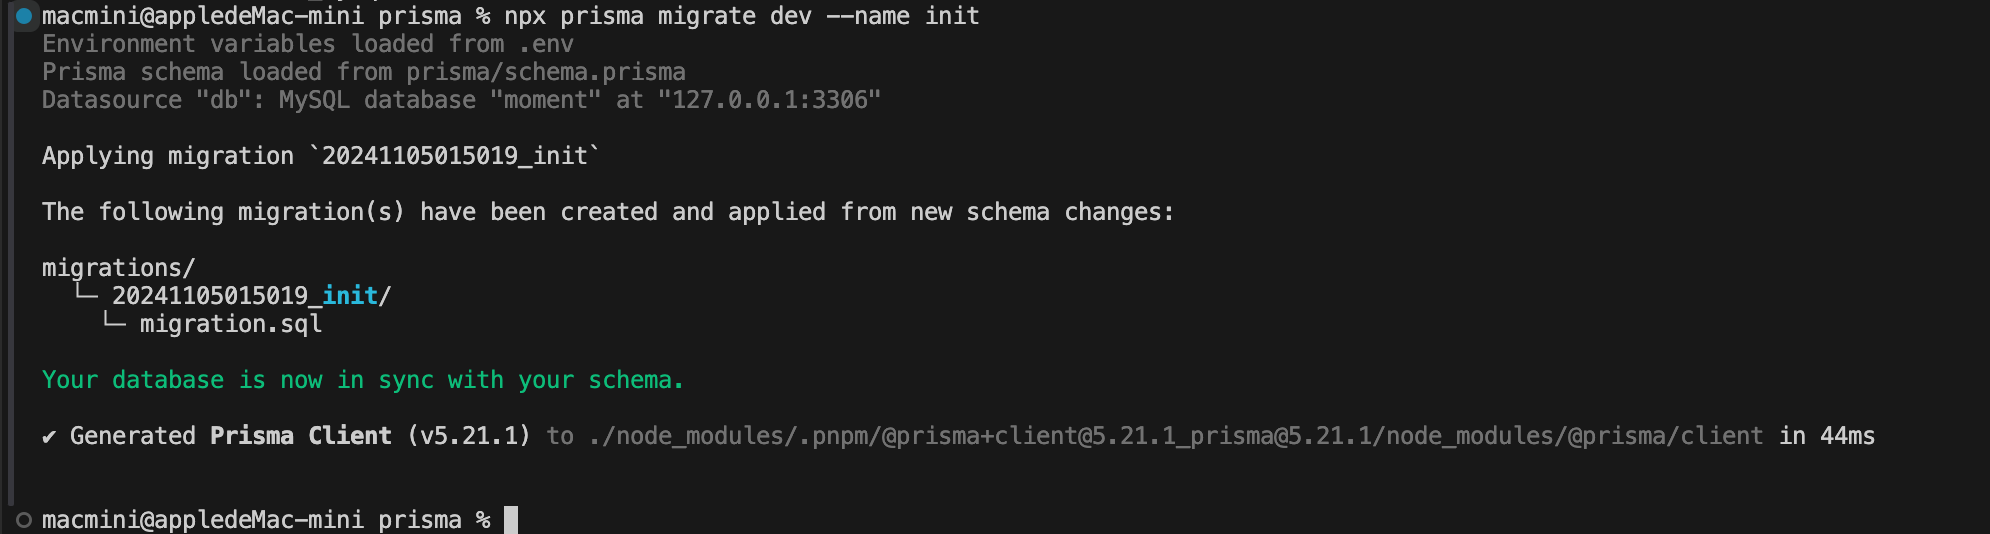 macmini@appledeMac-mini prisma % npx prisma migrate dev --name init
Environment variables loaded from .env
Prisma schema loaded from prisma/schema.prisma
Datasource "db": MySQL database "moment" at "127.0.0.1:3306"
Applying migration `20241105015019_init`
The following migration(s) have been created and applied from new schema changes:
migrations/
└─ 20241105015019_init/
└─ migration.sql
Your database is now in sync with your schema.
✔ Generated Prisma Client (v5.21.1) to ./node_modules/.pnpm/@prisma+client@5.21.1_prisma@5.21.1/node_modules/@prisma/client in 44ms
macmini@appledeMac-mini prisma %